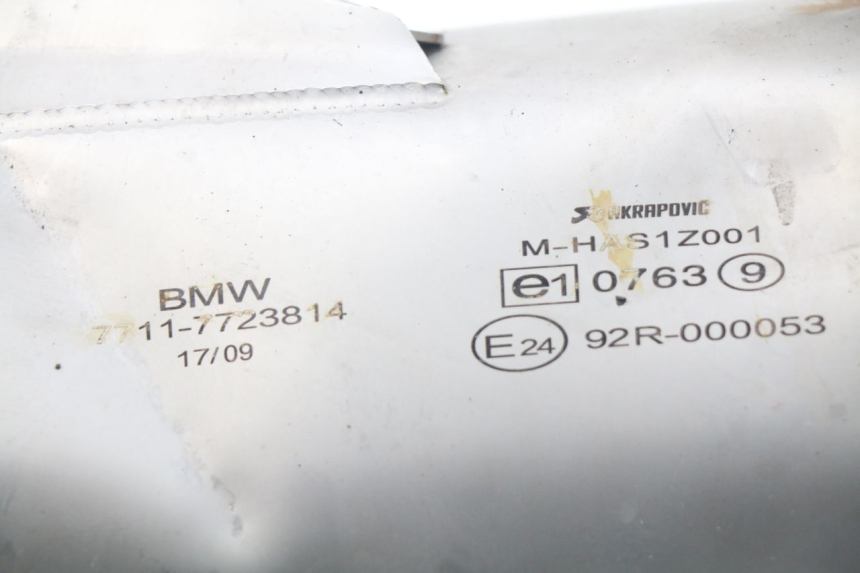 BMW
7711-7723814
17/09
AKRAPOVIC
M-HAS1Z001
e1 0763 9
E24 92R-000053